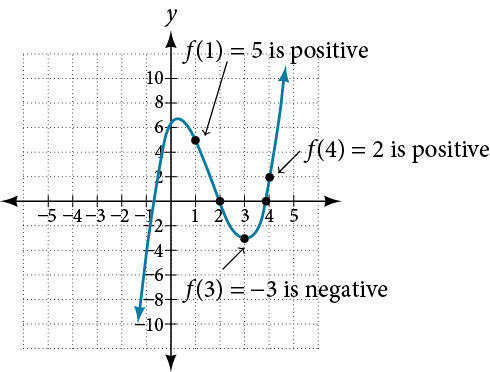 y
f(1) = 5 is positive
10
8
6
4
f(4) = 2 is positive
2
−5 −4 −3 −2 −1 1 2 3 4 5
−2
−4
−6
f(3) = −3 is negative
−8
−10